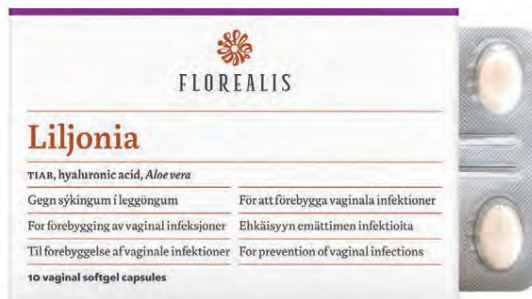 FLOREALIS
Liljonia
TIAB, hyaluronic acid, Aloe vera
Gegn sýkingum í leggöngum
För att förebygga vaginala infektioner
For forebygging av vaginal infeksjoner
Ehkäisyyn emättimen infektioita
Til forebyggelse af vaginale infektioner
For prevention of vaginal infections
10 vaginal softgel capsules